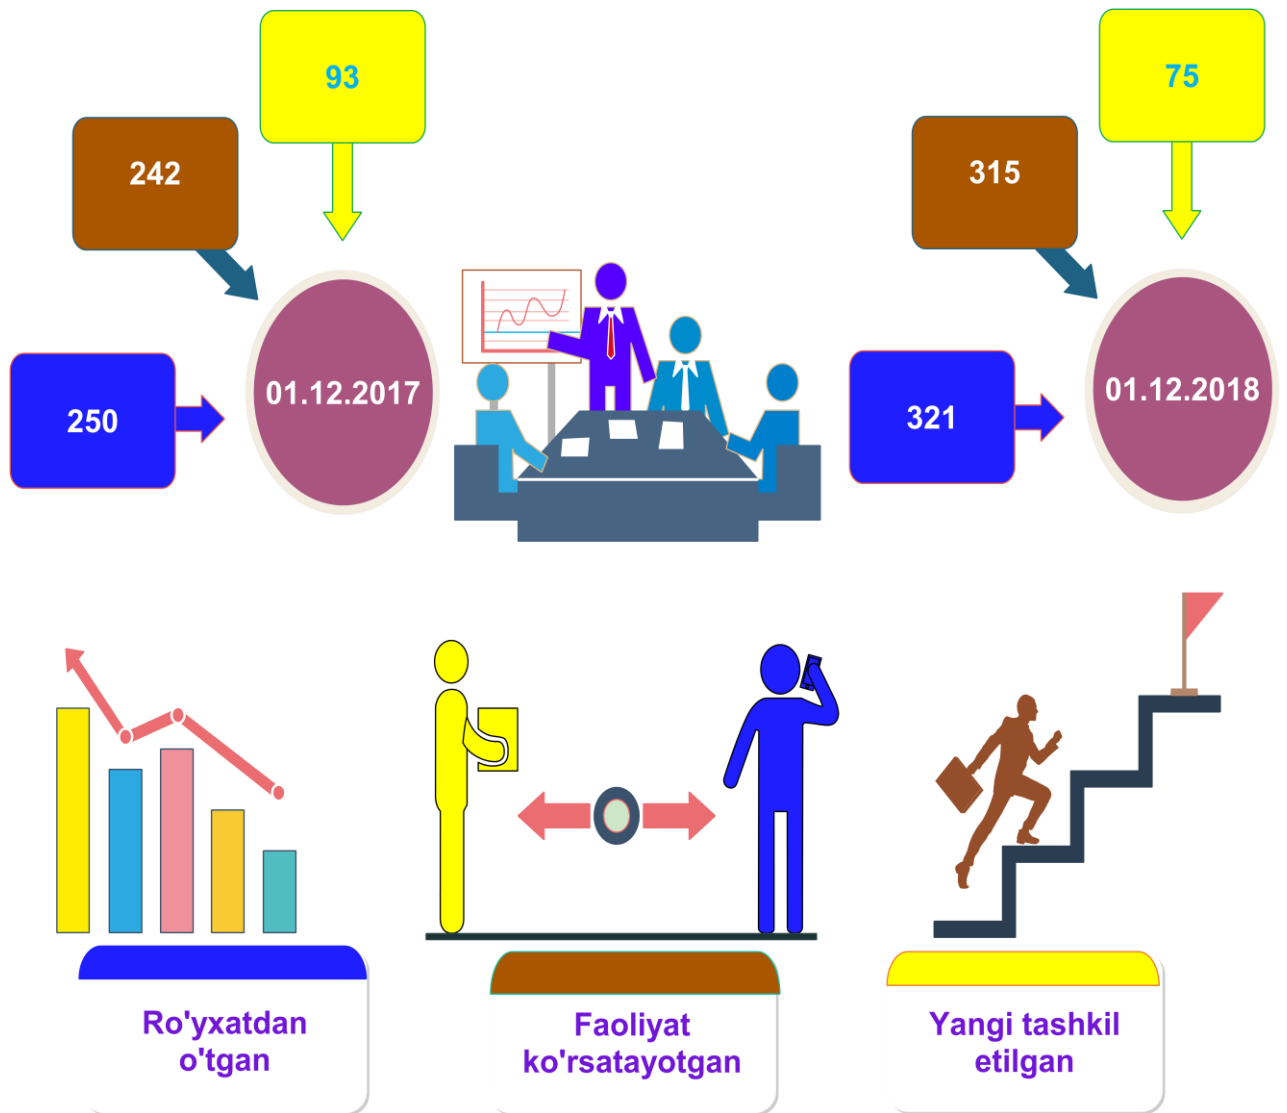 93
242
250
01.12.2017
75
315
321
01.12.2018
Ro'yxatdan
o'tgan
Faoliyat
ko'rsatayotgan
Yangi tashkil
etilgan